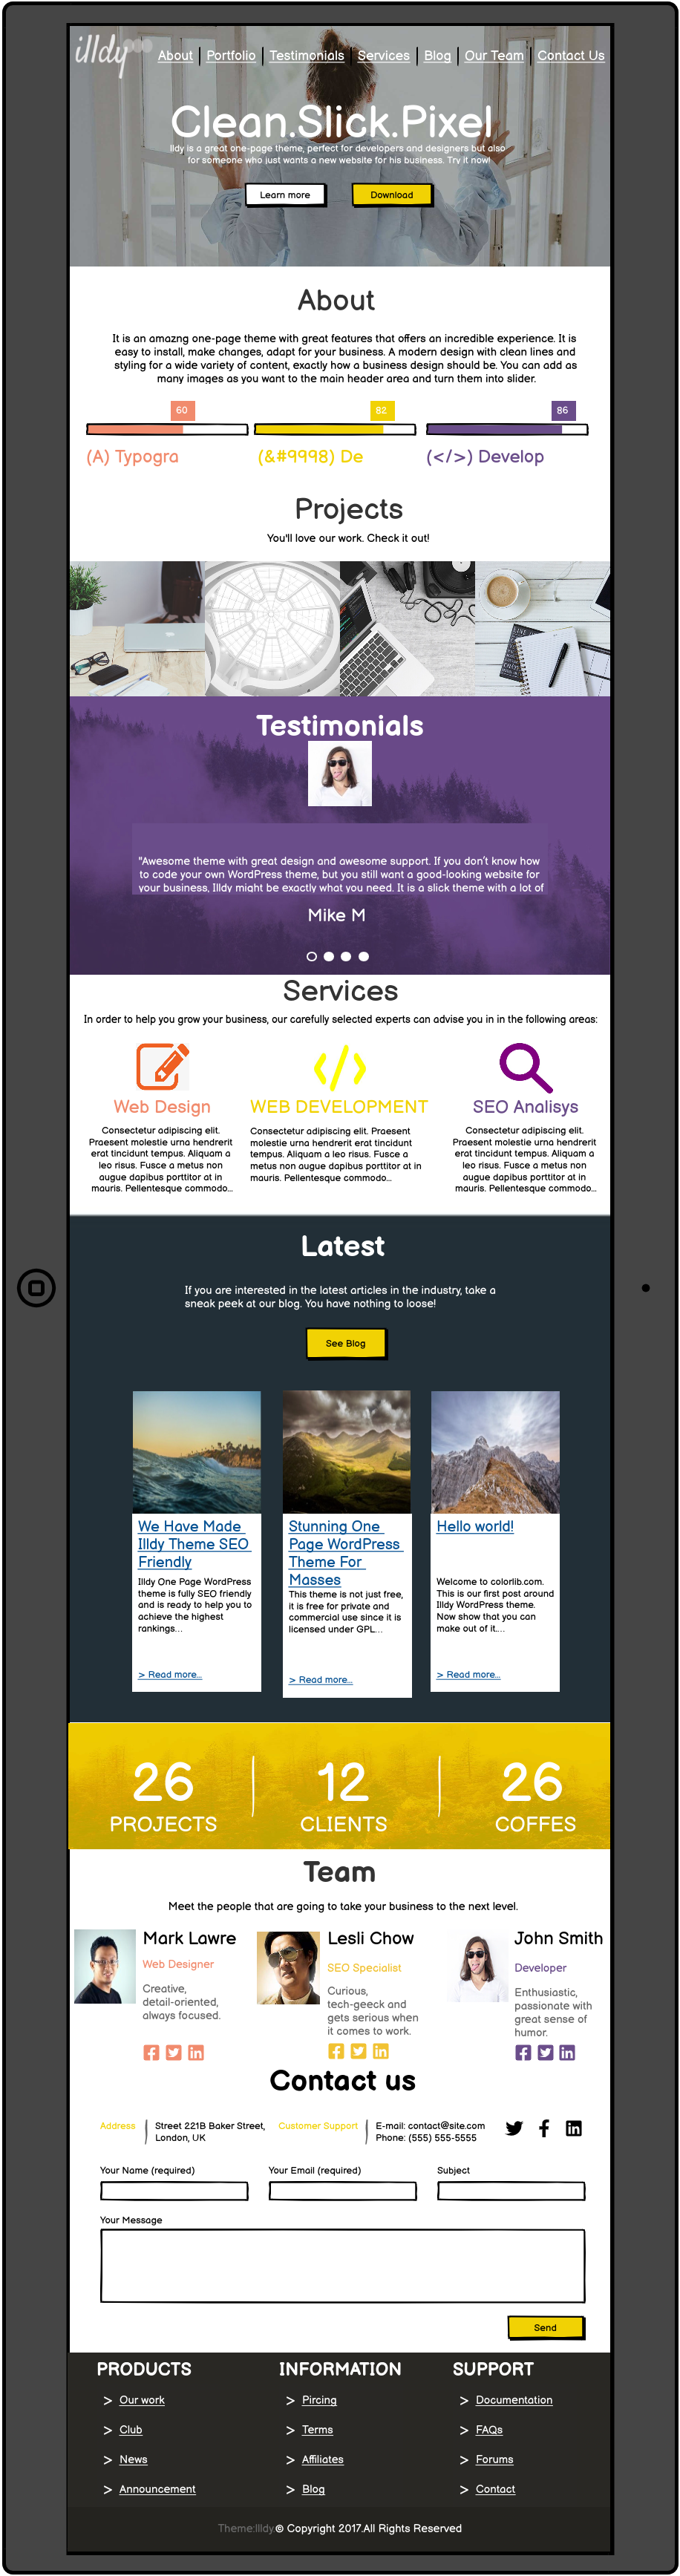 illdy
About | Portfolio | Testimonials | Services | Blog | Our Team | Contact Us
Clean.Slick.Pixel
Illdy is a great one-page theme, perfect for developers and designers but also
for someone who just wants a new website for his business. Try it now!
Learn more
Download
About
It is an amazng one-page theme with great features that offers an incredible experience. It is
easy to install, make changes, adapt for your business. A modern design with clean lines and
styling for a wide variety of content, exactly how a business design should be. You can add as
many images as you want to the main header area and turn them into slider.
60
82
86
(A) Typogra
(&#9998) De
(</>) Develop
Projects
You'll love our work. Check it out!
Testimonials
"Awesome theme with great design and awesome support. If you don't know how
to code your own WordPress theme, but you still want a good-looking website for
your business, Illdy might be exactly what you need. It is a slick theme with a lot of
Mike M
Services
In order to help you grow your business, our carefully selected experts can advise you in in the following areas:
Web Design
Consectetur adipiscing elit.
Praesent molestie urna hendrerit
erat tincidunt tempus. Aliquam a
leo risus. Fusce a metus non
augue dapibus porttitor at in
mauris. Pellentesque commodo...
WEB DEVELOPMENT
Consectetur adipiscing elit. Praesent
molestie urna hendrerit erat tincidunt
tempus. Aliquam a leo risus. Fusce a
metus non augue dapibus porttitor at in
mauris. Pellentesque commodo...
SEO Analisys
Consectetur adipiscing elit.
Praesent molestie urna hendrerit
erat tincidunt tempus. Aliquam a
leo risus. Fusce a metus non
augue dapibus porttitor at in
mauris. Pellentesque commodo...
Latest
If you are interested in the latest articles in the industry, take a
sneak peek at our blog. You have nothing to loose!
See Blog
We Have Made
Illdy Theme SEO
Friendly
Illdy One Page WordPress
theme is fully SEO friendly
and is ready to help you to
achieve the highest
rankings...
> Read more...
Stunning One
Page WordPress
Theme For
Masses
This theme is not just free,
it is free for private and
commercial use since it is
licensed under GPL...
> Read more...
Hello world!
Welcome to colorlib.com.
This is our first post around
Illdy WordPress theme.
Now show that you can
make out of it....
> Read more...
26
PROJECTS
12
CLIENTS
26
COFFES
Team
Meet the people that are going to take your business to the next level.
Mark Lawre
Web Designer
Creative,
detail-oriented,
always focused.
Lesli Chow
SEO Specialist
Curious,
tech-geeck and
gets serious when
it comes to work.
John Smith
Developer
Enthusiastic,
passionate with
great sense of
humor.
Contact us
Address
Street 221B Baker Street,
London, UK
Customer Support
E-mail: contact@site.com
Phone: (555) 555-5555
Your Name (required)
Your Email (required)
Subject
Your Message
Send
PRODUCTS
> Our work
> Club
> News
> Announcement
INFORMATION
> Pircing
> Terms
> Affiliates
> Blog
SUPPORT
> Documentation
> FAQs
> Forums
> Contact
Theme:Illdy.© Copyright 2017.All Rights Reserved